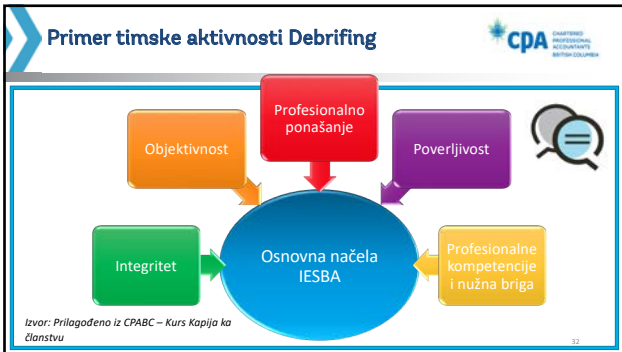 Primer timske aktivnosti Debrifing
CPA
CHARTERED
PROFESSIONAL
ACCOUNTANTS
BRITISH COLUMBIA
Profesionalno
ponašanje
Objektivnost
Poverljivost
Integritet
Osnovna načela
IESBA
Profesionalne
kompetencije
i nužna briga
Izvor: Prilagođeno iz CPABC – Kurs Kapija ka
članstvu
32